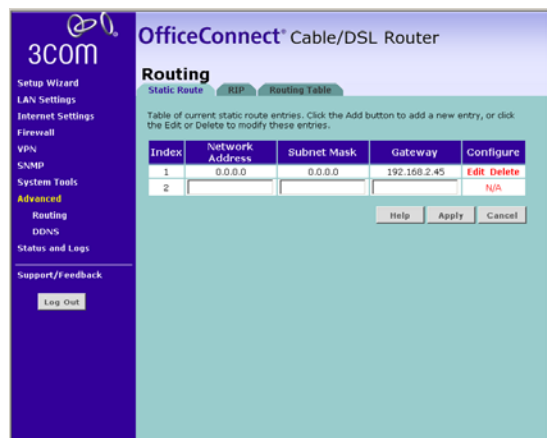 3COM
OfficeConnect® Cable/DSL Router
Setup Wizard
LAN Settings
Internet Settings
Firewall
VPN
SNMP
System Tools
Advanced
Routing
DDNS
Status and Logs
Support/Feedback
Log Out
Routing
Static Route RIP Routing Table
Table of current static route entries. Click the Add button to add a new entry, or click
the Edit or Delete to modify these entries.
Index Network Address Subnet Mask Gateway Configure
1 0.0.0.0 0.0.0.0 192.168.2.45 Edit Delete
2 N/A
Help Apply Cancel